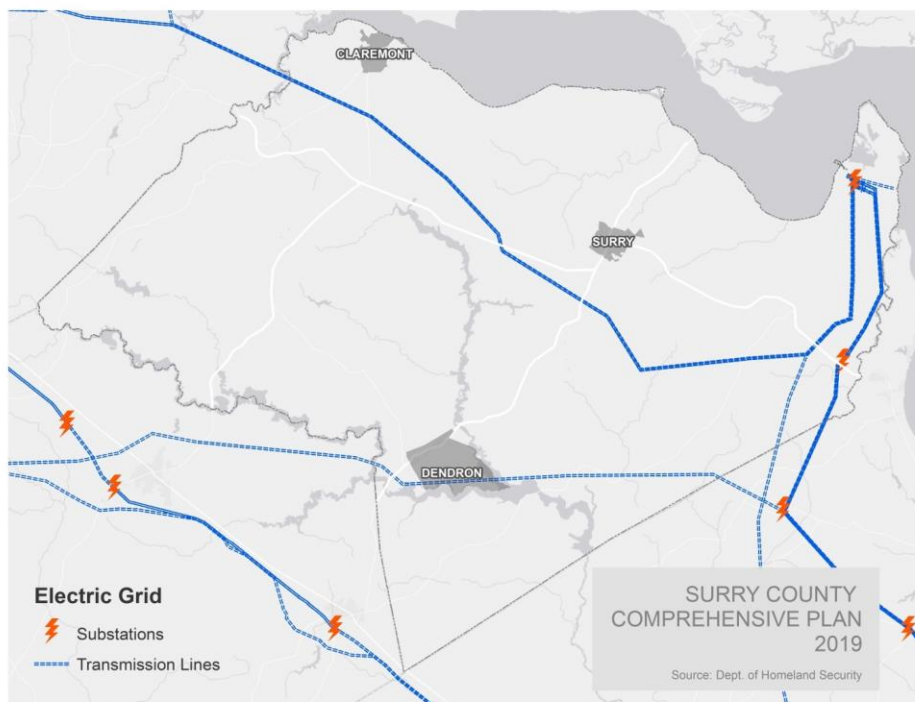 CLAREMONT
SURRY
DENDRON
Electric Grid
Substations
Transmission Lines
SURRY COUNTY
COMPREHENSIVE PLAN
2019
Source: Dept. of Homeland Security